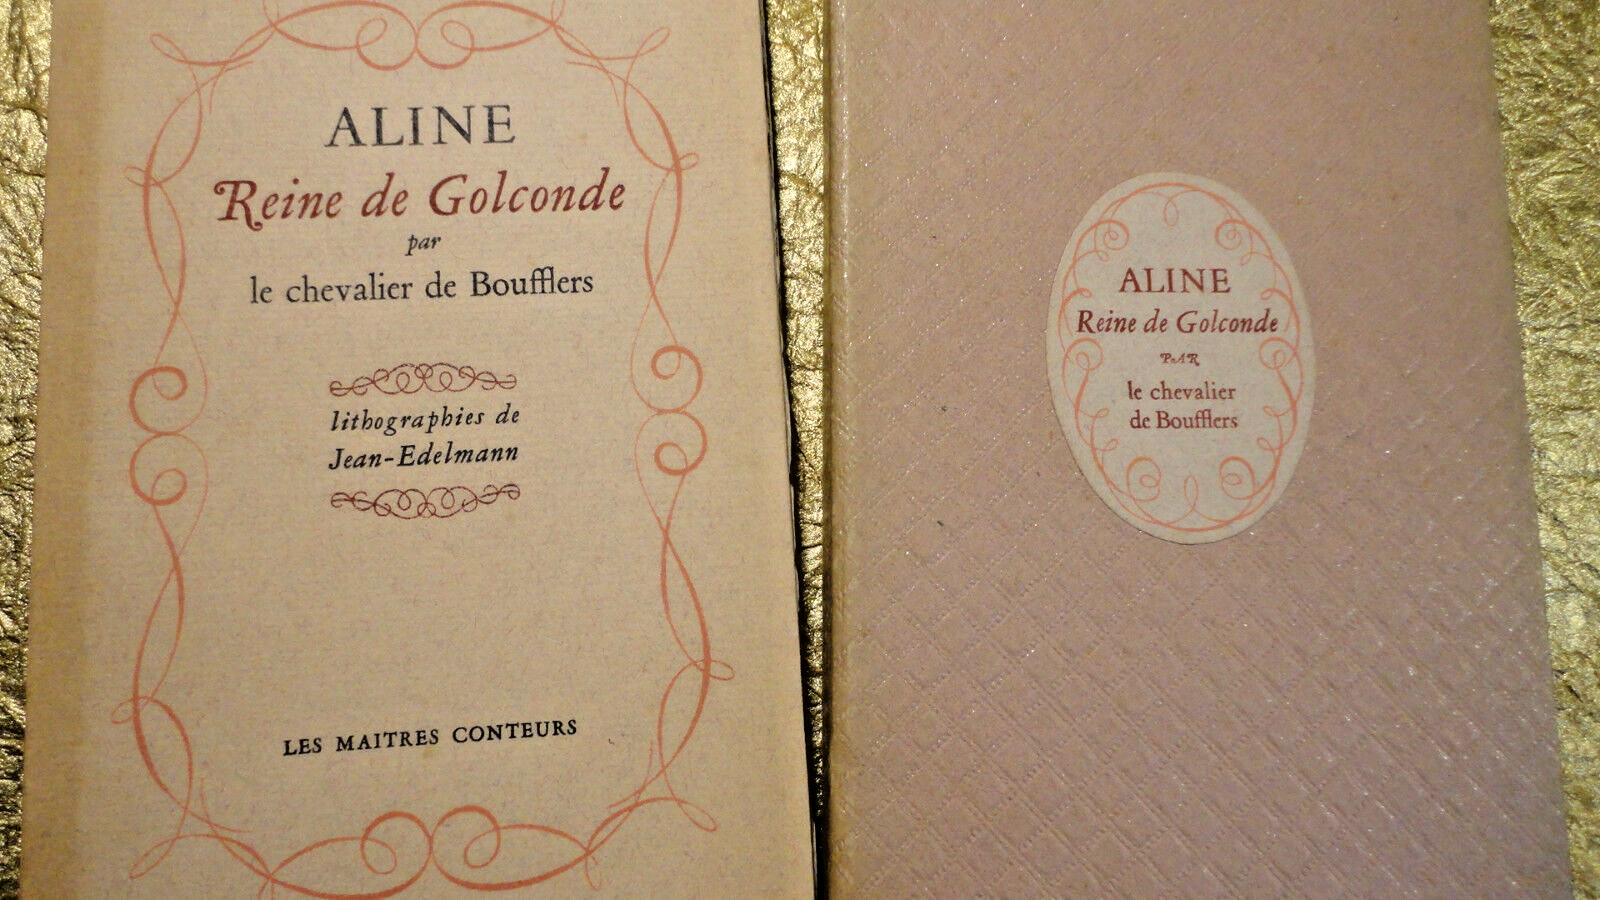 ALINE
Reine de Golconde
par
le chevalier de Boufflers
lithographies de
Jean-Edelmann
LES MAITRES CONTEURS
ALINE
Reine de Golconde
PAR
le chevalier
de Boufflers